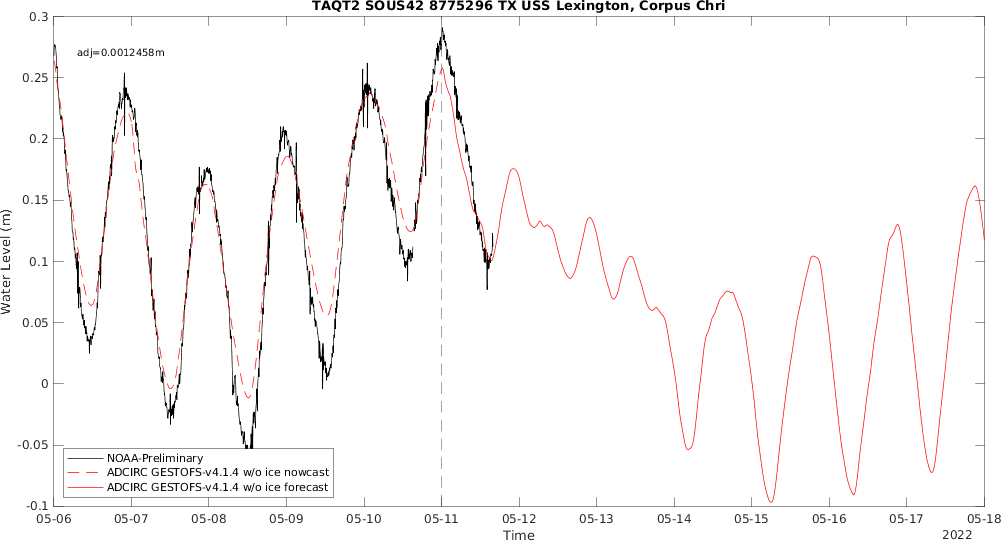 TAQT2 SOUS42 8775296 TX USS Lexington, Corpus Chri
0.3
adj=0.0012458m
0.25
0.2
0.15
0.1
0.05
0
-0.05
-0.1
Water Level (m)
NOAA-Preliminary
ADCIRC GESTOFS-v4.1.4 w/o ice nowcast
ADCIRC GESTOFS-v4.1.4 w/o ice forecast
05-06 05-07 05-08 05-09 05-10 05-11 05-12 05-13 05-14 05-15 05-16 05-17 05-18
Time
2022